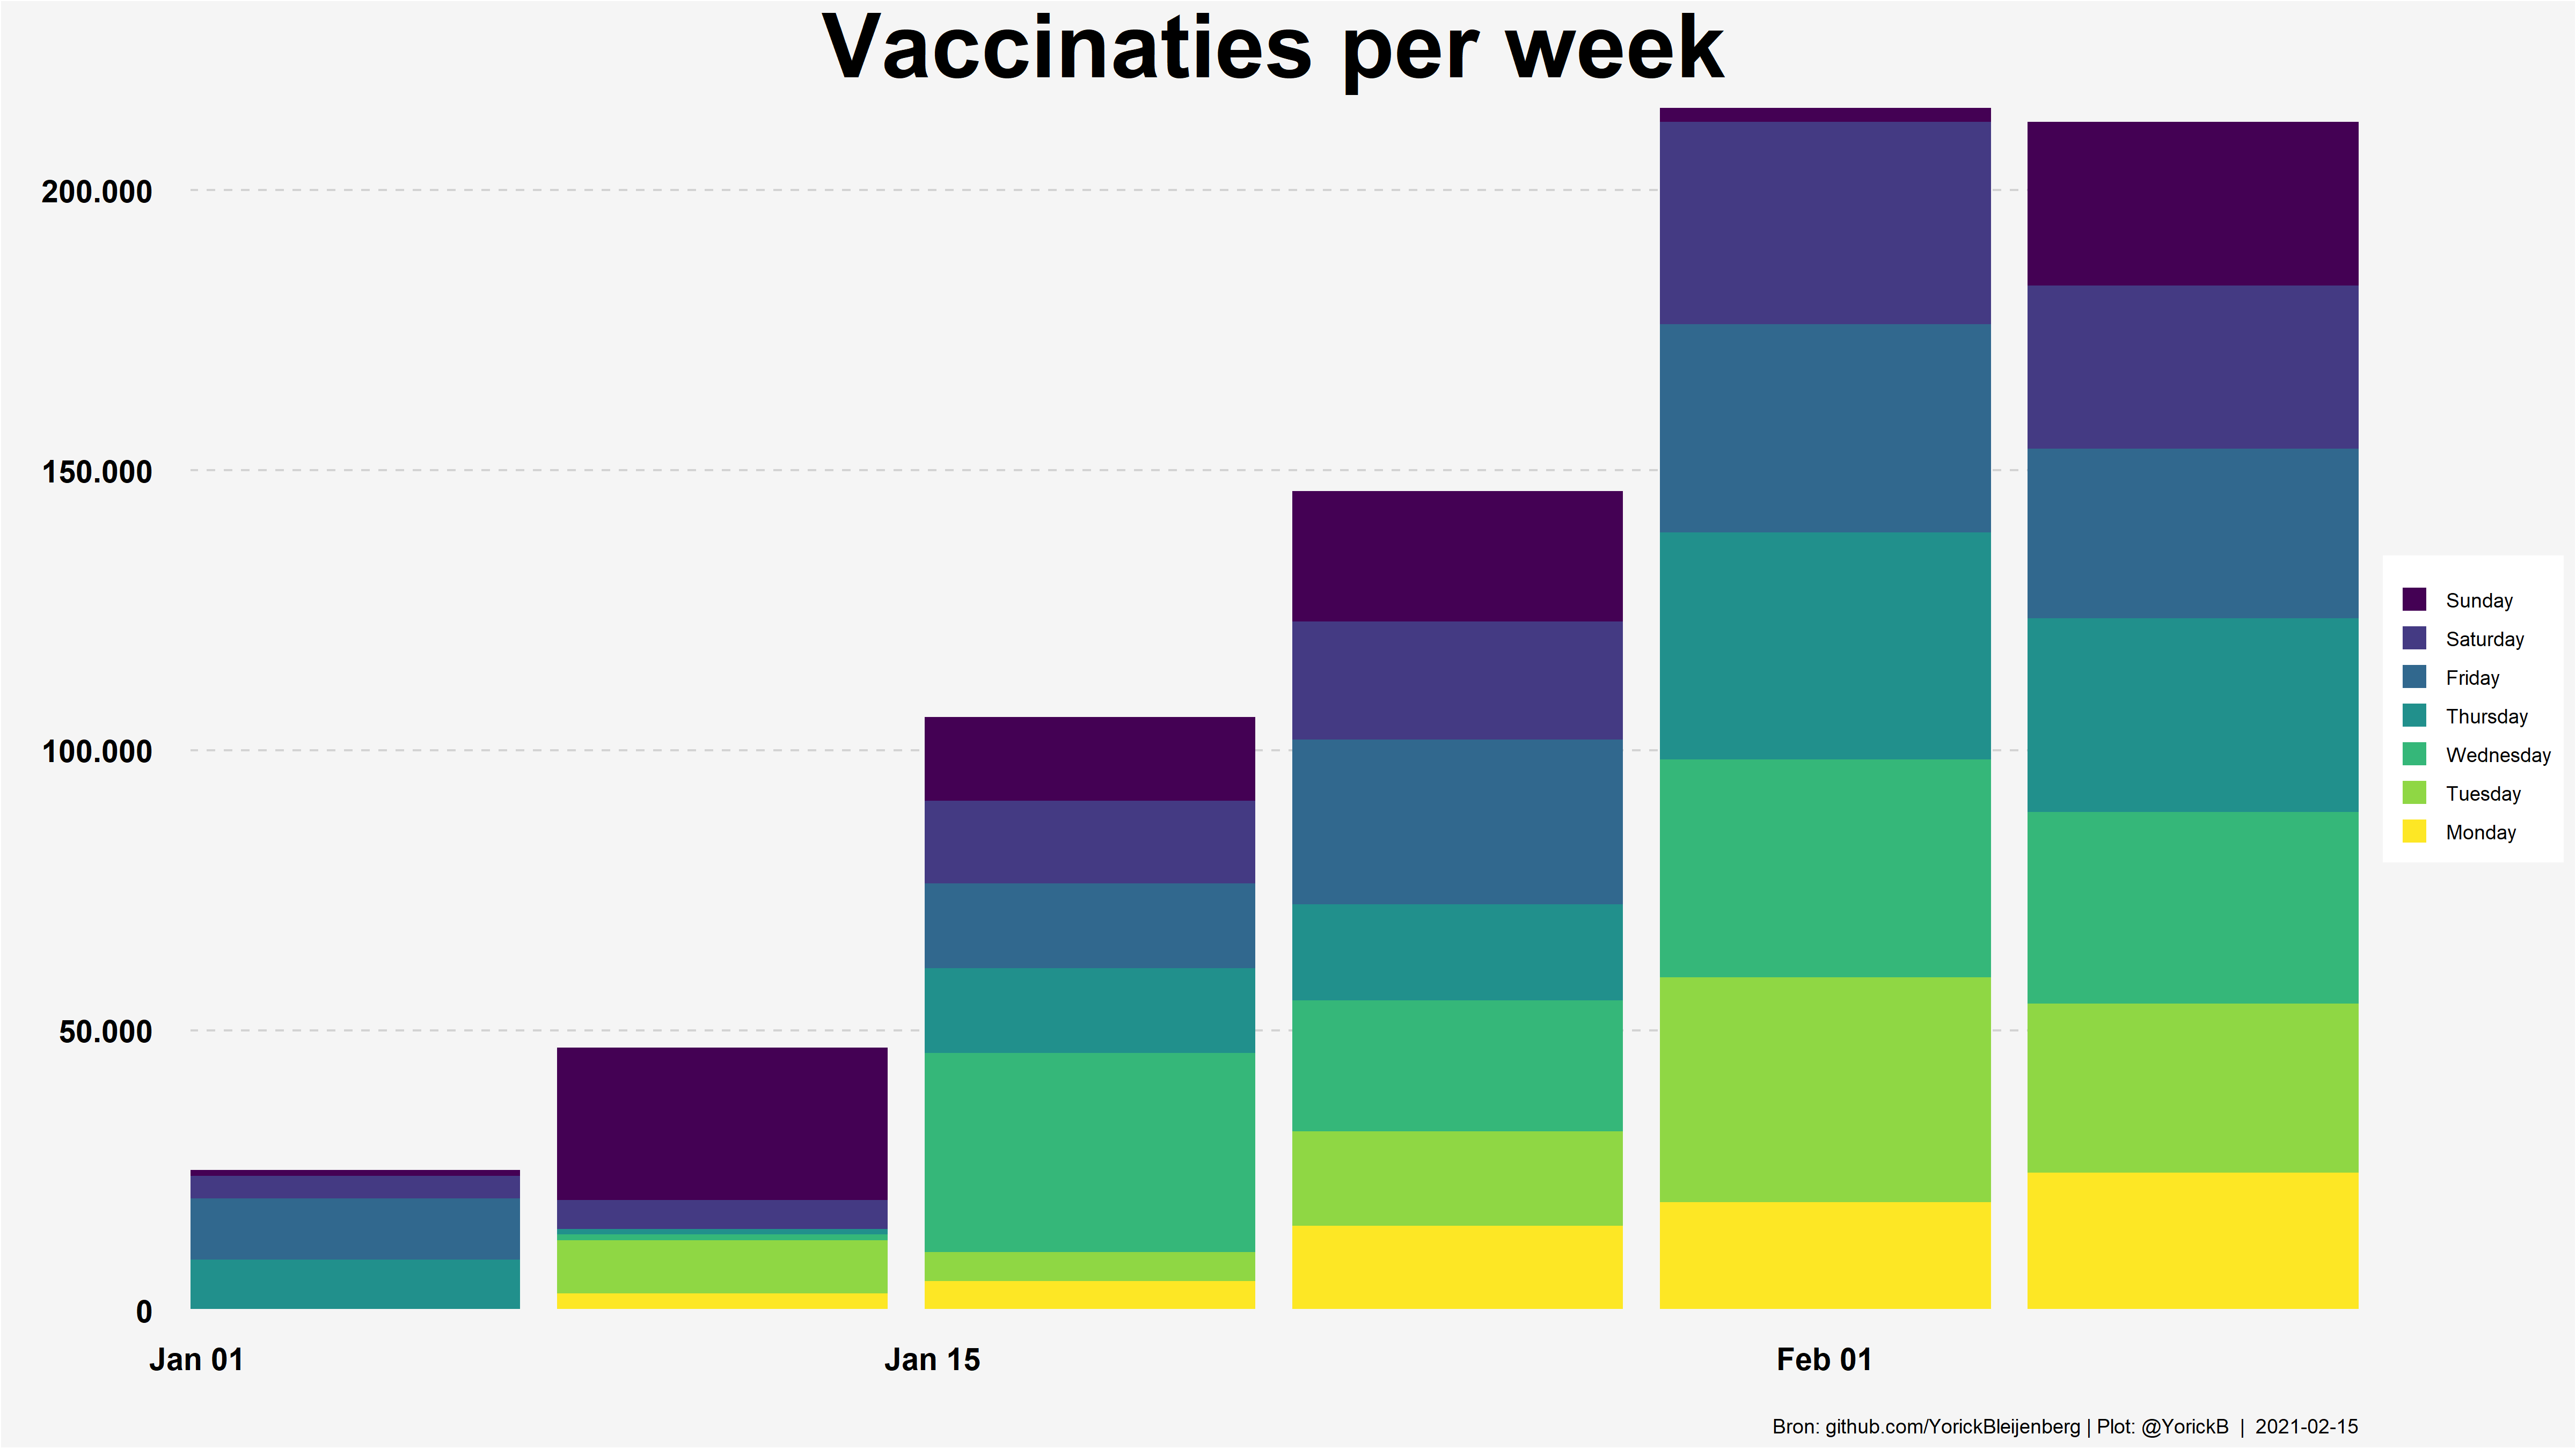 Vaccinaties per week
200.000
150.000
100.000
50.000
0
Jan 01
Jan 15
Feb 01
Sunday
Saturday
Friday
Thursday
Wednesday
Tuesday
Monday
Bron: github.com/YorickBleijenberg | Plot: @YorickB | 2021-02-15